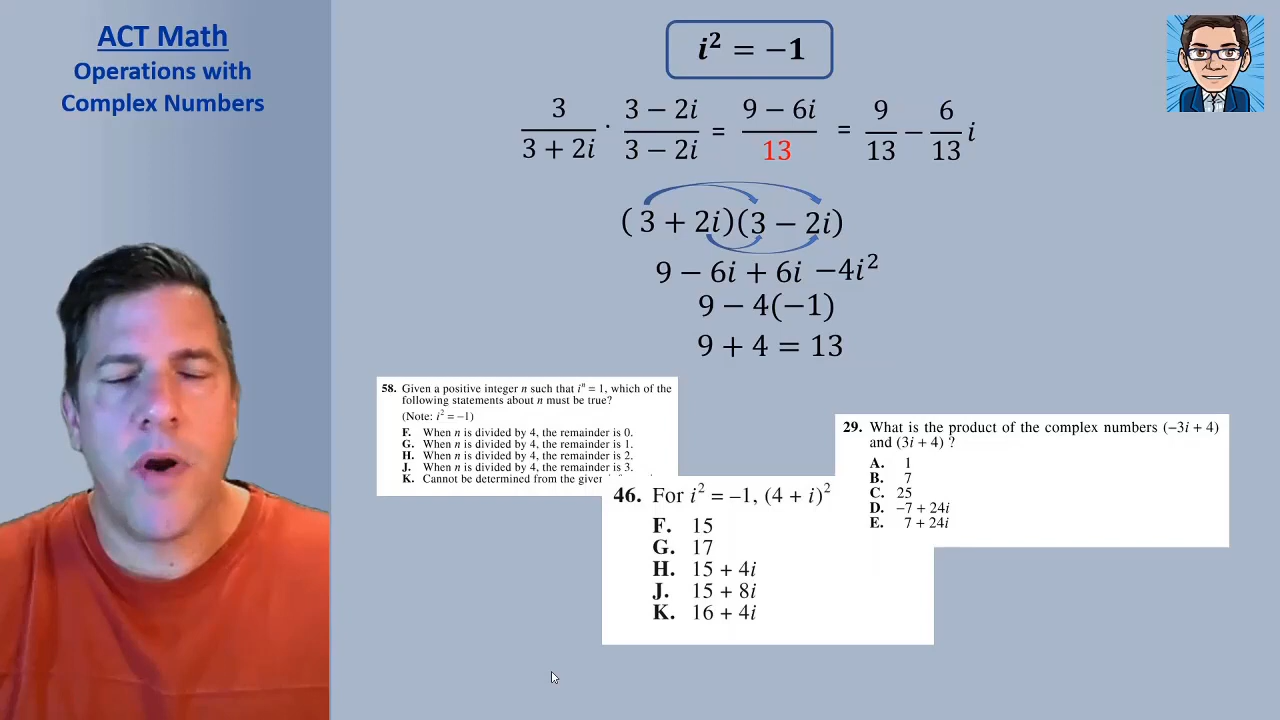 ACT Math
Operations with
Complex Numbers
i² = −1
3/(3 + 2i) · (3 − 2i)/(3 − 2i) = (9 − 6i)/13 = 9/13 − 6/13 i
(3 + 2i)(3 − 2i)
9 − 6i + 6i −4i²
9 − 4(−1)
9 + 4 = 13
58. Given a positive integer n such that iⁿ = 1, which of the
following statements about n must be true?
(Note: i² = −1)
F. When n is divided by 4, the remainder is 0.
G. When n is divided by 4, the remainder is 1.
H. When n is divided by 4, the remainder is 2.
J. When n is divided by 4, the remainder is 3.
K. Cannot be determined from the given
46. For i² = −1, (4 + i)²
F. 15
G. 17
H. 15 + 4i
J. 15 + 8i
K. 16 + 4i
29. What is the product of the complex numbers (−3i + 4)
and (3i + 4) ?
A. 1
B. 7
C. 25
D. −7 + 24i
E. 7 + 24i